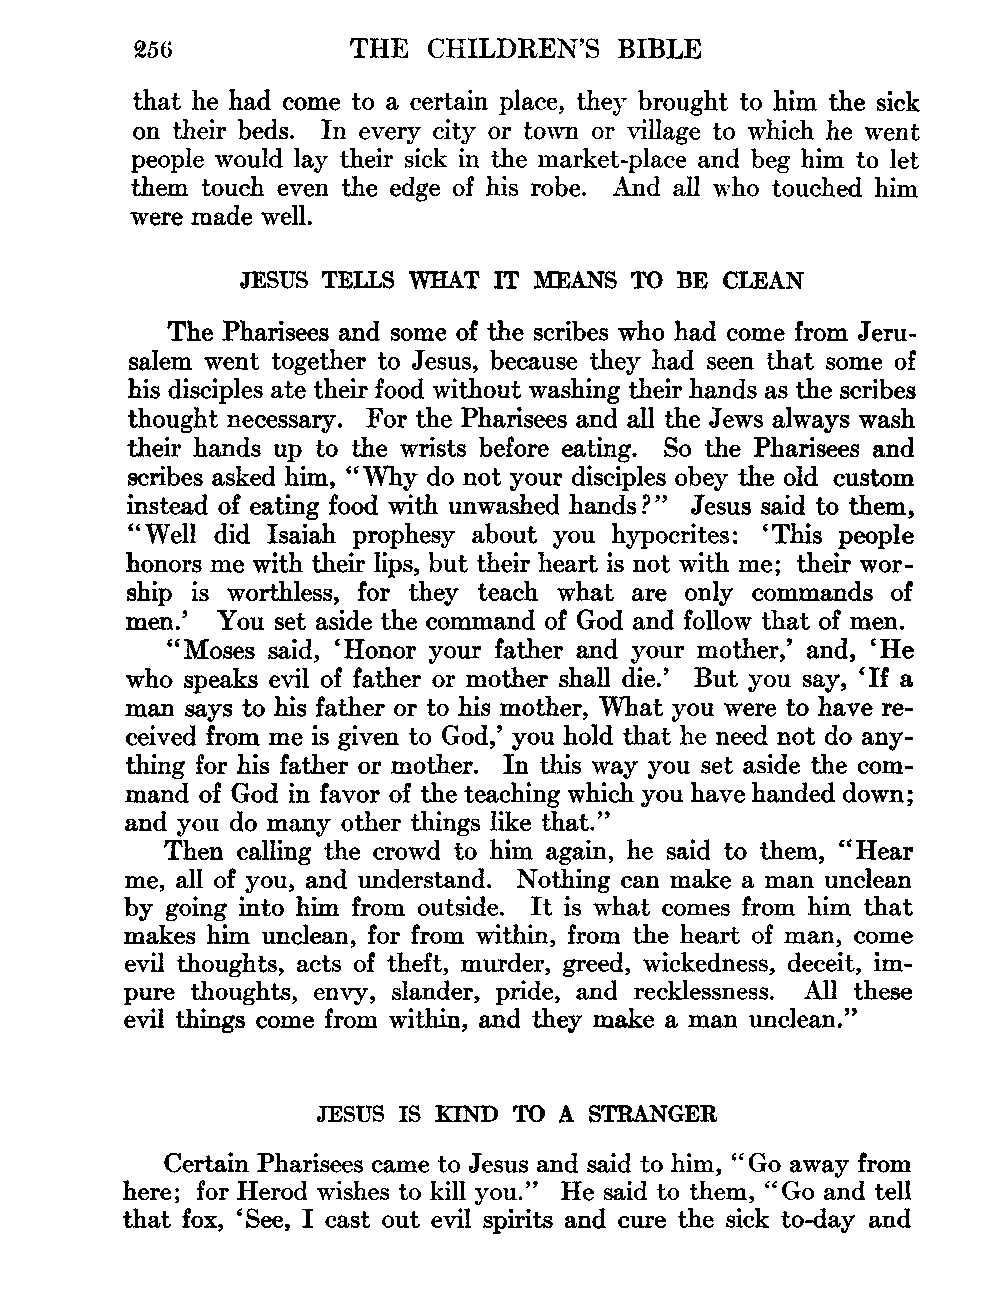 256 THE CHILDREN'S BIBLE
that he had come to a certain place, they brought to him the sick
on their beds. In every city or town or village to which he went
people would lay their sick in the market-place and beg him to let
them touch even the edge of his robe. And all who touched him
were made well.
JESUS TELLS WHAT IT MEANS TO BE CLEAN
The Pharisees and some of the scribes who had come from Jeru-
salem went together to Jesus, because they had seen that some of
his disciples ate their food without washing their hands as the scribes
thought necessary. For the Pharisees and all the Jews always wash
their hands up to the wrists before eating. So the Pharisees and
scribes asked him, "Why do not your disciples obey the old custom
instead of eating food with unwashed hands?" Jesus said to them,
"Well did Isaiah prophesy about you hypocrites: 'This people
honors me with their lips, but their heart is not with me; their wor-
ship is worthless, for they teach what are only commands of
men.' You set aside the command of God and follow that of men.
"Moses said, 'Honor your father and your mother,' and, 'He
who speaks evil of father or mother shall die.' But you say, 'If a
man says to his father or to his mother, What you were to have re-
ceived from me is given to God,' you hold that he need not do any-
thing for his father or mother. In this way you set aside the com-
mand of God in favor of the teaching which you have handed down;
and you do many other things like that."
Then calling the crowd to him again, he said to them, "Hear
me, all of you, and understand. Nothing can make a man unclean
by going into him from outside. It is what comes from him that
makes him unclean, for from within, from the heart of man, come
evil thoughts, acts of theft, murder, greed, wickedness, deceit, im-
pure thoughts, envy, slander, pride, and recklessness. All these
evil things come from within, and they make a man unclean."
JESUS IS KIND TO A STRANGER
Certain Pharisees came to Jesus and said to him, "Go away from
here; for Herod wishes to kill you." He said to them, "Go and tell
that fox, 'See, I cast out evil spirits and cure the sick to-day and